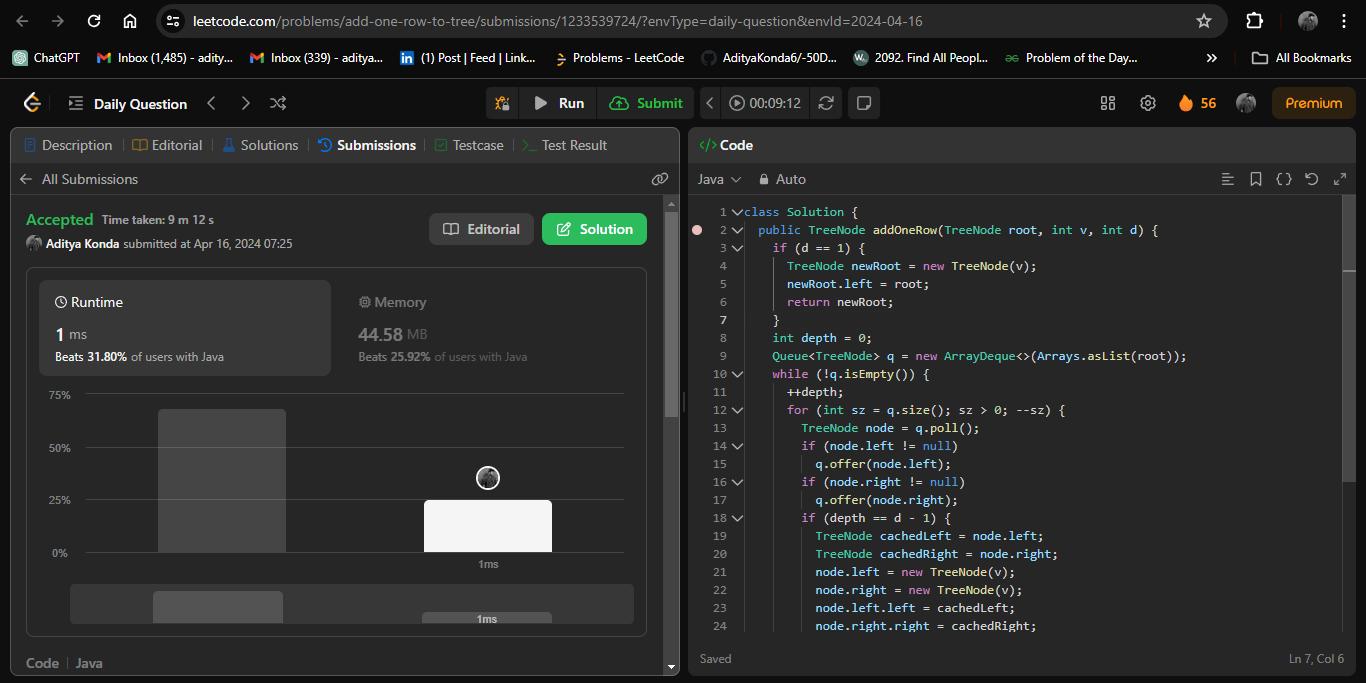 leetcode.com/problems/add-one-row-to-tree/submissions/1233539724/?envType=daily-question&envId=2024-04-16
ChatGPT Inbox (1,485) - adity... Inbox (339) - aditya... (1) Post | Feed | Link... Problems - LeetCode AdityaKonda6/-50D... 2092. Find All Peopl... Problem of the Day... » All Bookmarks
Daily Question Run Submit 00:09:12 56 Premium
Description Editorial Solutions Submissions Testcase Test Result
All Submissions
Accepted Time taken: 9 m 12 s
Aditya Konda submitted at Apr 16, 2024 07:25
Editorial Solution
Runtime
1 ms
Beats 31.80% of users with Java
Memory
44.58 MB
Beats 25.92% of users with Java
75%
50%
25%
0%
1ms
1ms
Code | Java
</> Code
Java Auto
1 class Solution {
2 public TreeNode addOneRow(TreeNode root, int v, int d) {
3 if (d == 1) {
4 TreeNode newRoot = new TreeNode(v);
5 newRoot.left = root;
6 return newRoot;
7 }
8 int depth = 0;
9 Queue<TreeNode> q = new ArrayDeque<>(Arrays.asList(root));
10 while (!q.isEmpty()) {
11 ++depth;
12 for (int sz = q.size(); sz > 0; --sz) {
13 TreeNode node = q.poll();
14 if (node.left != null)
15 q.offer(node.left);
16 if (node.right != null)
17 q.offer(node.right);
18 if (depth == d - 1) {
19 TreeNode cachedLeft = node.left;
20 TreeNode cachedRight = node.right;
21 node.left = new TreeNode(v);
22 node.right = new TreeNode(v);
23 node.left.left = cachedLeft;
24 node.right.right = cachedRight;
Saved Ln 7, Col 6